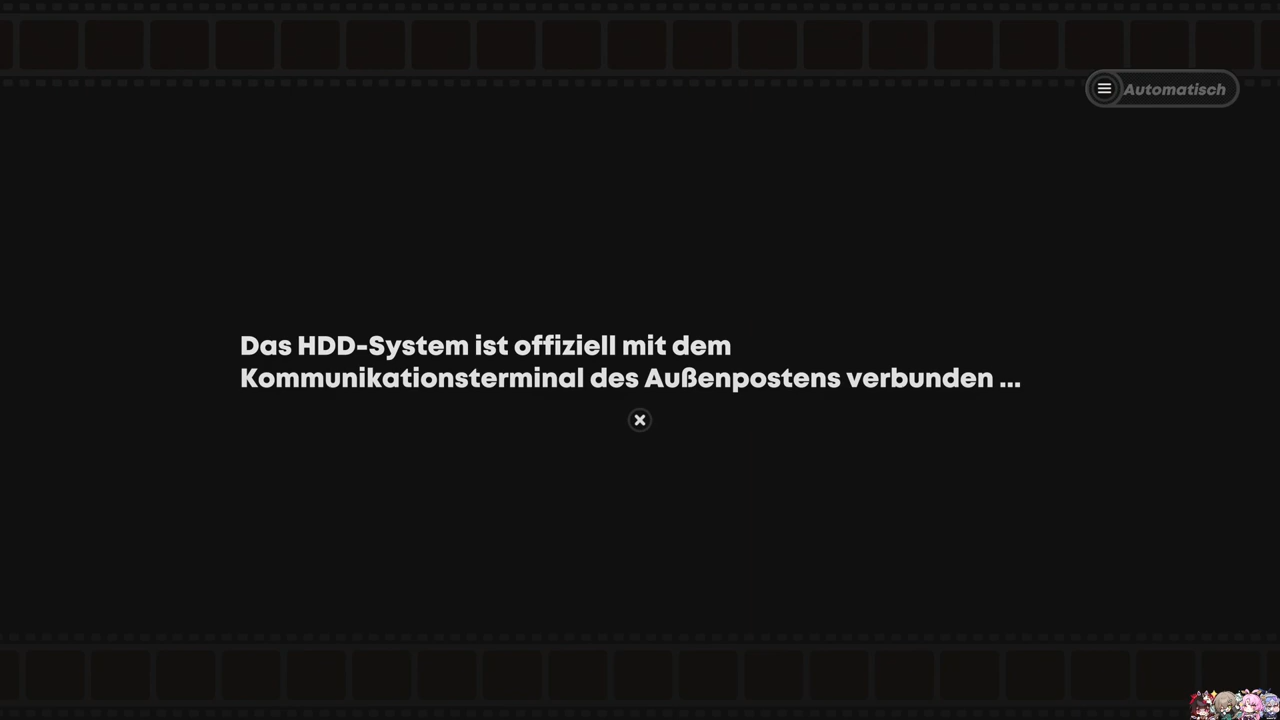 Automatisch
Das HDD-System ist offiziell mit dem
Kommunikationsterminal des Außenpostens verbunden ...